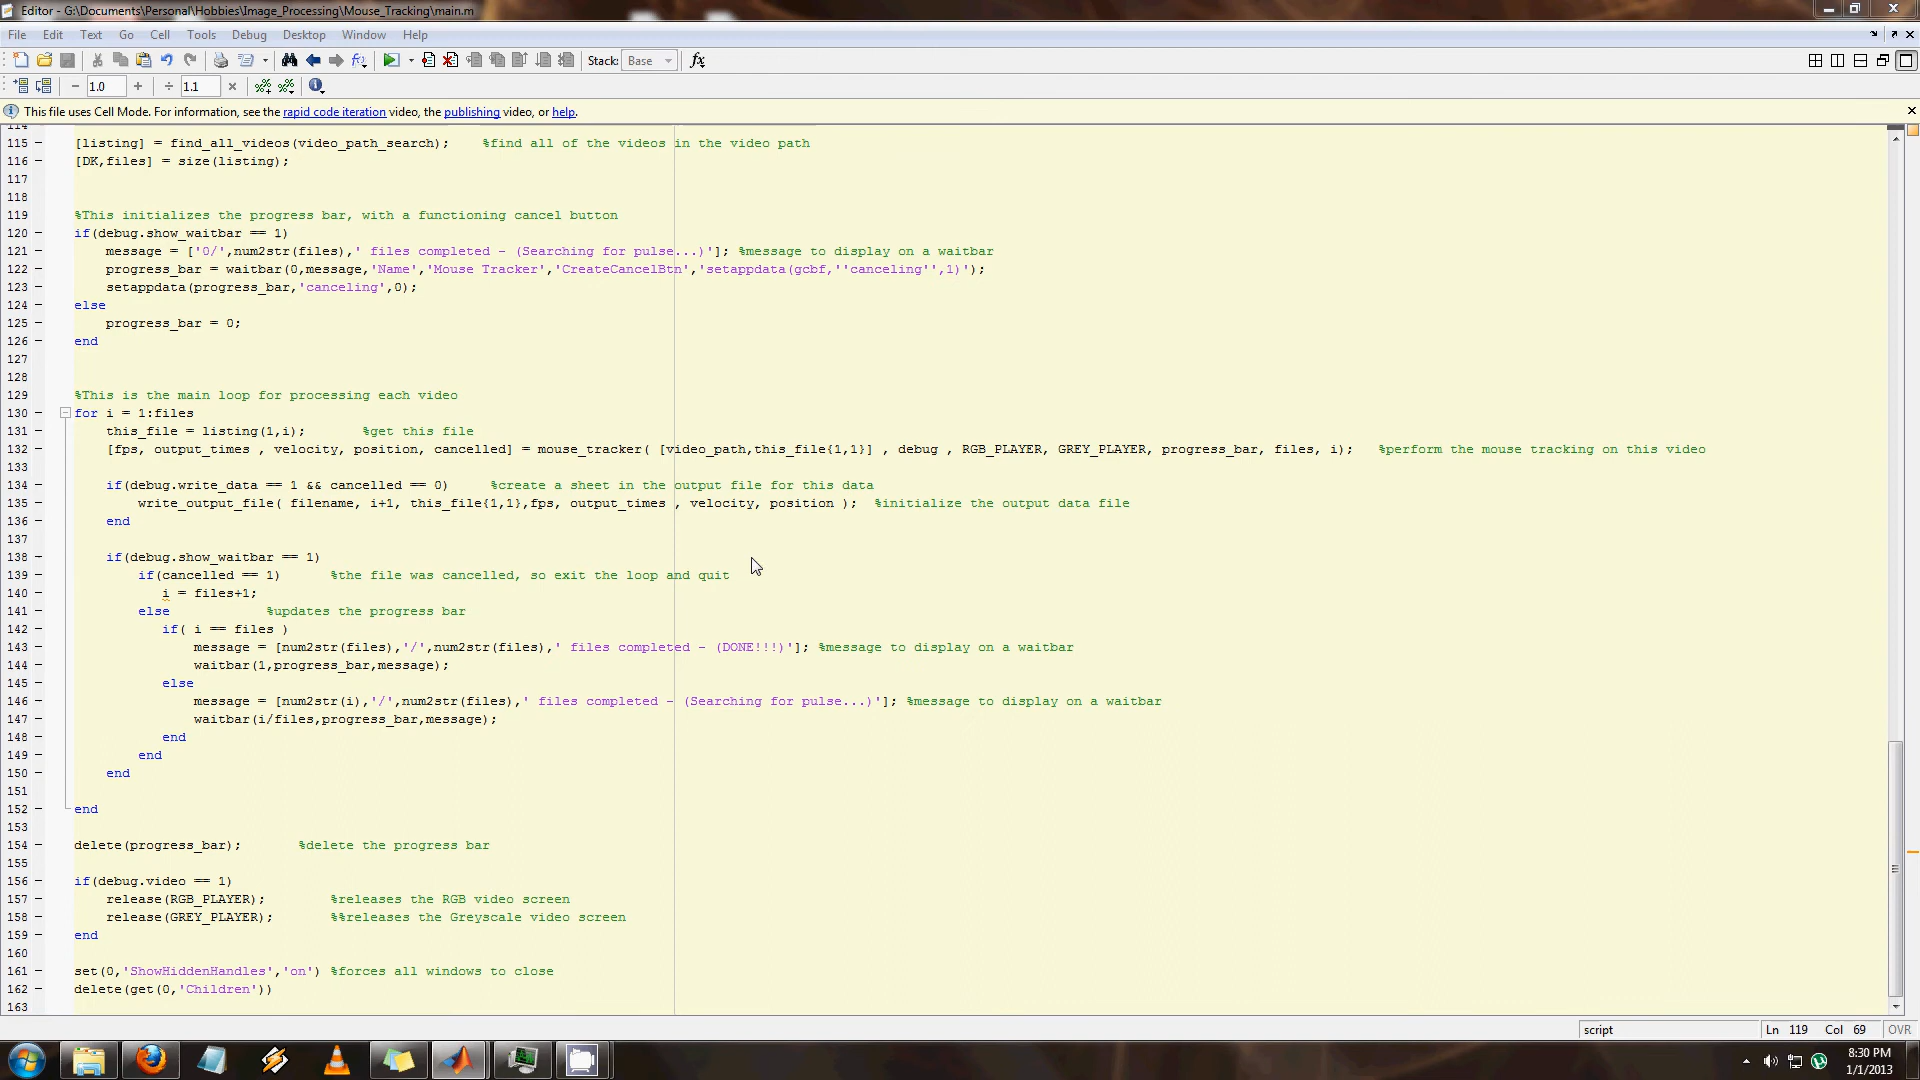 Editor - G:\Documents\Personal\Hobbies\Image_Processing\Mouse_Tracking\main.m
File Edit Text Go Cell Tools Debug Desktop Window Help
Stack: Base fx
− 1.0 + ÷ 1.1 ×
This file uses Cell Mode. For information, see the rapid code iteration video, the publishing video, or help.
114
115 [listing] = find_all_videos(video_path_search); %find all of the videos in the video path
116 [DK,files] = size(listing);
117
118
119 %This initializes the progress bar, with a functioning cancel button
120 if(debug.show_waitbar == 1)
121 message = ['0/',num2str(files),' files completed - (Searching for pulse...)']; %message to display on a waitbar
122 progress_bar = waitbar(0,message,'Name','Mouse Tracker','CreateCancelBtn','setappdata(gcbf,''canceling'',1)');
123 setappdata(progress_bar,'canceling',0);
124 else
125 progress_bar = 0;
126 end
127
128
129 %This is the main loop for processing each video
130 for i = 1:files
131 this_file = listing(1,i); %get this file
132 [fps, output_times , velocity, position, cancelled] = mouse_tracker( [video_path,this_file{1,1}] , debug , RGB_PLAYER, GREY_PLAYER, progress_bar, files, i); %perform the mouse tracking on this video
133
134 if(debug.write_data == 1 && cancelled == 0) %create a sheet in the output file for this data
135 write_output_file( filename, i+1, this_file{1,1},fps, output_times , velocity, position ); %initialize the output data file
136 end
137
138 if(debug.show_waitbar == 1)
139 if(cancelled == 1) %the file was cancelled, so exit the loop and quit
140 i = files+1;
141 else %updates the progress bar
142 if( i == files )
143 message = [num2str(files),'/',num2str(files),' files completed - (DONE!!!)']; %message to display on a waitbar
144 waitbar(1,progress_bar,message);
145 else
146 message = [num2str(i),'/',num2str(files),' files completed - (Searching for pulse...)']; %message to display on a waitbar
147 waitbar(i/files,progress_bar,message);
148 end
149 end
150 end
151
152 end
153
154 delete(progress_bar); %delete the progress bar
155
156 if(debug.video == 1)
157 release(RGB_PLAYER); %releases the RGB video screen
158 release(GREY_PLAYER); %%releases the Greyscale video screen
159 end
160
161 set(0,'ShowHiddenHandles','on') %forces all windows to close
162 delete(get(0,'Children'))
163
script Ln 119 Col 69 OVR
8:30 PM
1/1/2013